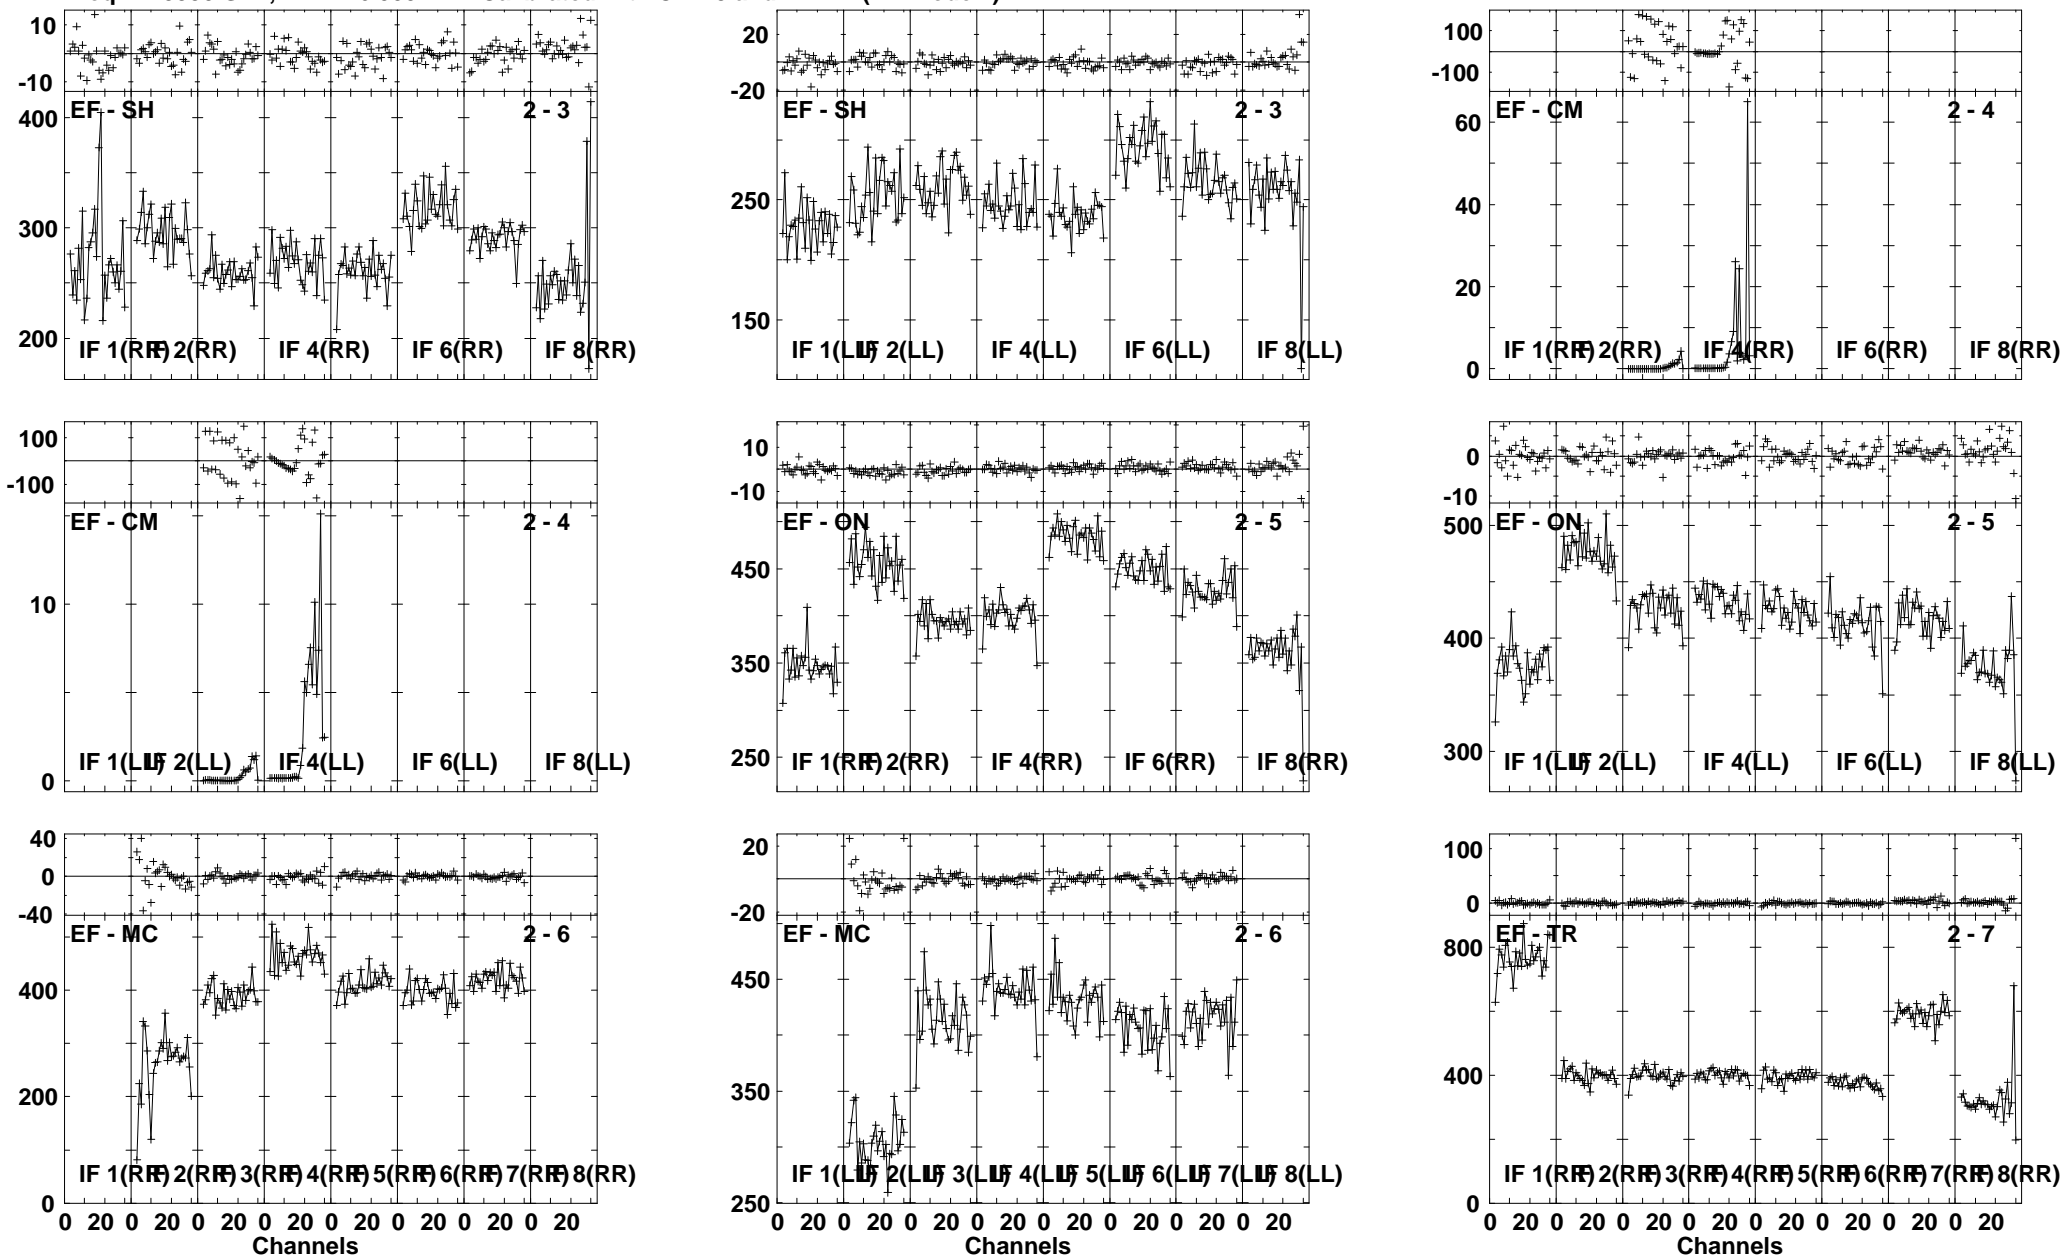 10
0
-10
400
300
200
EF - SH
2 - 3
IF 1(RR)
IF 2(RR)
IF 4(RR)
IF 6(RR)
IF 8(RR)
20
-20
250
150
EF - SH
2 - 3
IF 1(LL)
IF 2(LL)
IF 4(LL)
IF 6(LL)
IF 8(LL)
100
-100
60
40
20
0
EF - CM
2 - 4
IF 1(RR)
IF 2(RR)
IF 4(RR)
IF 6(RR)
IF 8(RR)
100
-100
10
0
EF - CM
2 - 4
IF 1(LL)
IF 2(LL)
IF 4(LL)
IF 6(LL)
IF 8(LL)
10
-10
450
350
250
EF - ON
2 - 5
IF 1(RR)
IF 2(RR)
IF 4(RR)
IF 6(RR)
IF 8(RR)
0
-10
500
400
300
EF - ON
2 - 5
IF 1(LL)
IF 2(LL)
IF 4(LL)
IF 6(LL)
IF 8(LL)
40
0
-40
400
200
0
EF - MC
2 - 6
IF 1(RR)
IF 2(RR)
IF 3(RR)
IF 4(RR)
IF 5(RR)
IF 6(RR)
IF 7(RR)
IF 8(RR)
0 20 0 20 0 20 0 20 0 20 0 20 0 20 0 20
Channels
20
-20
450
350
250
EF - MC
2 - 6
IF 1(LL)
IF 2(LL)
IF 3(LL)
IF 4(LL)
IF 5(LL)
IF 6(LL)
IF 7(LL)
IF 8(LL)
0 20 0 20 0 20 0 20 0 20 0 20 0 20 0 20
Channels
100
0
800
400
0
EF - TR
2 - 7
IF 1(RR)
IF 2(RR)
IF 3(RR)
IF 4(RR)
IF 5(RR)
IF 6(RR)
IF 7(RR)
IF 8(RR)
0 20 0 20 0 20 0 20 0 20 0 20 0 20 0 20
Channels